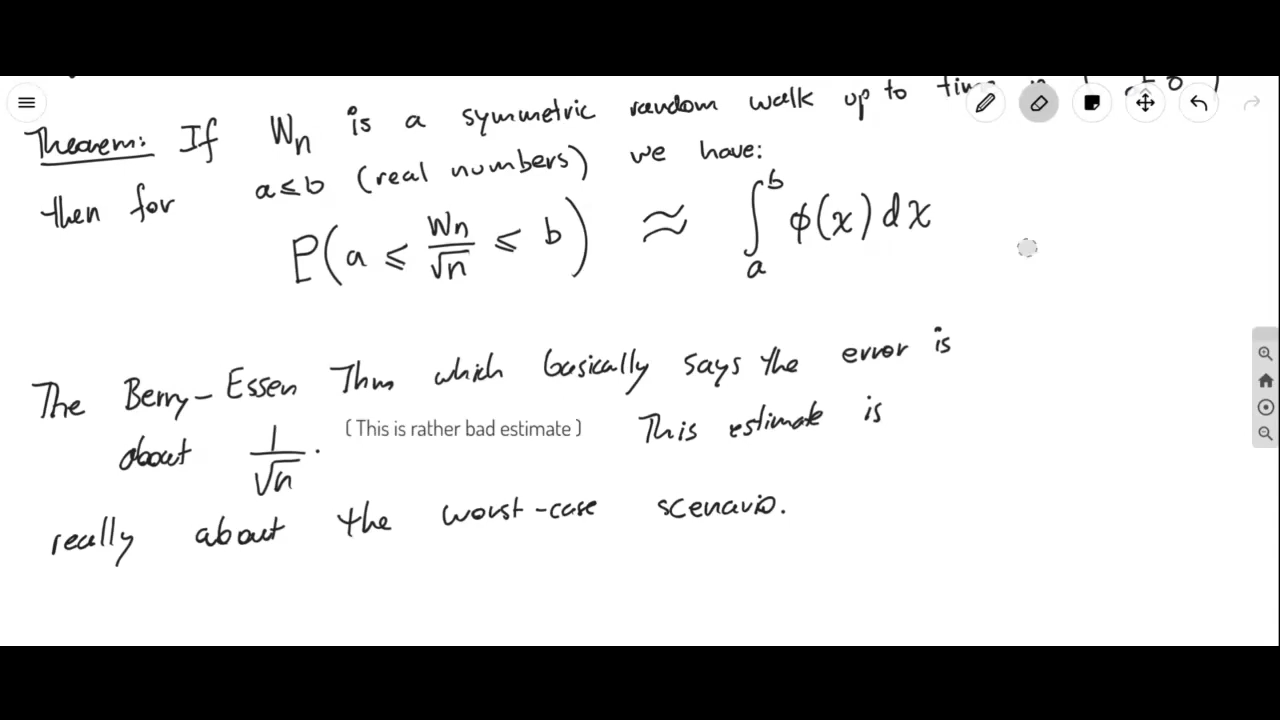 Theorem: If Wn is a symmetric random walk up to
then for a ≤ b (real numbers) we have:
P(a ≤ Wn/√n ≤ b) ≈ ∫_a^b ϕ(x) dx
The Berry-Essen Thm which basically says the error is
about 1/√n. (This is rather bad estimate) This estimate is
really about the worst-case scenario.